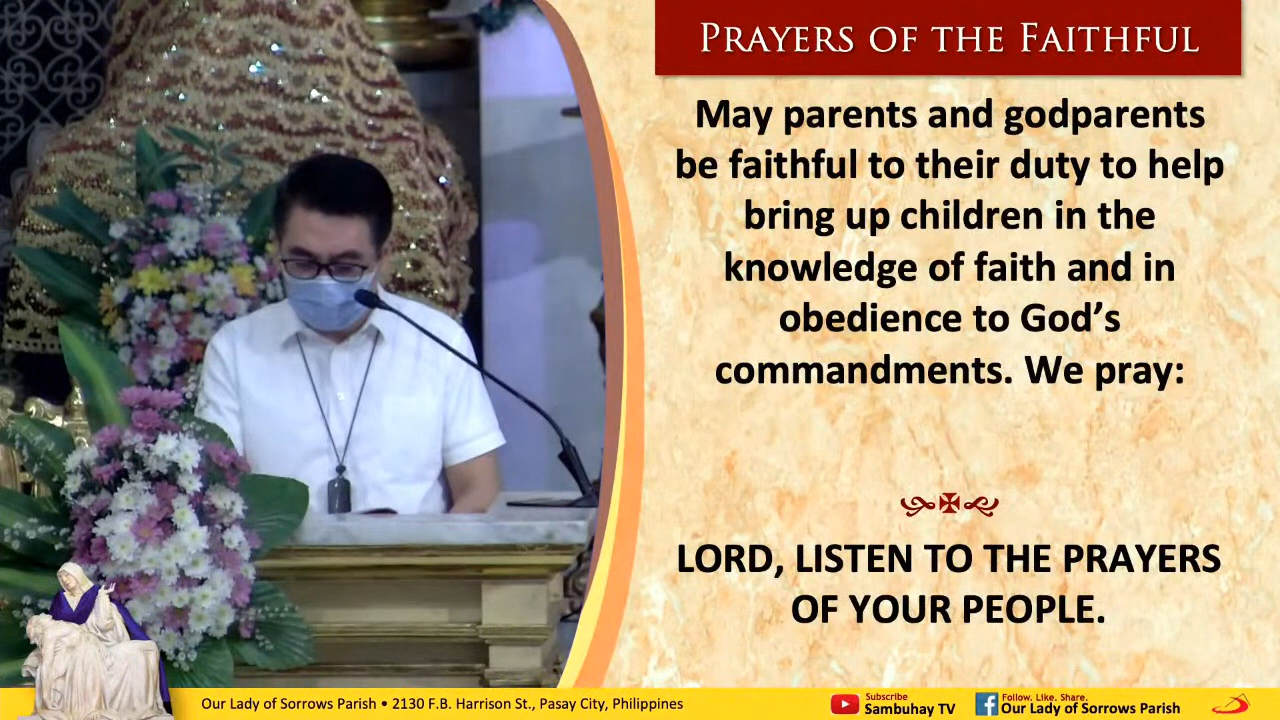 PRAYERS OF THE FAITHFUL
May parents and godparents
be faithful to their duty to help
bring up children in the
knowledge of faith and in
obedience to God’s
commandments. We pray:
LORD, LISTEN TO THE PRAYERS
OF YOUR PEOPLE.
Our Lady of Sorrows Parish • 2130 F.B. Harrison St., Pasay City, Philippines
Subscribe
Sambuhay TV
Follow. Like. Share.
Our Lady of Sorrows Parish